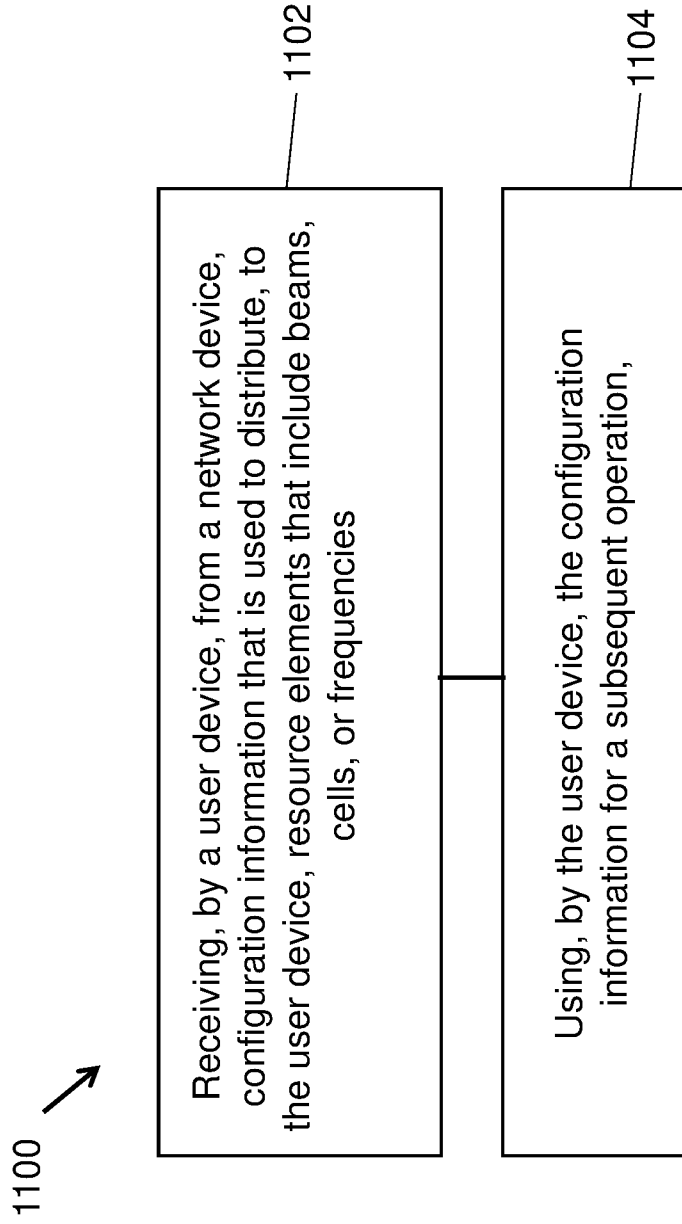 1100
Receiving, by a user device, from a network device,
configuration information that is used to distribute, to
the user device, resource elements that include beams,
cells, or frequencies
1102
Using, by the user device, the configuration
information for a subsequent operation,
1104